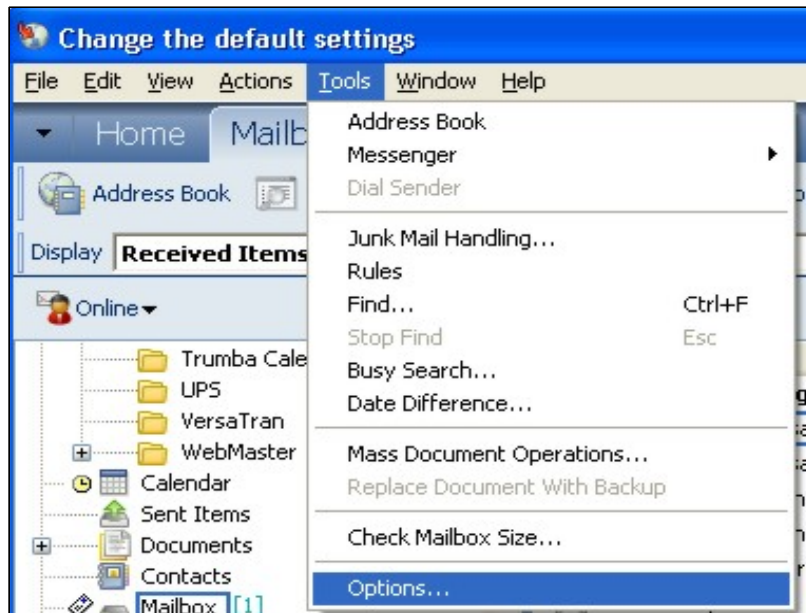 Change the default settings
File Edit View Actions Tools Window Help
Home
Address Book
Display Received Items
Online
Trumba Cale
UPS
VersaTran
WebMaster
Calendar
Sent Items
Documents
Contacts
Mailbox [1]
Address Book
Messenger
Dial Sender
Junk Mail Handling...
Rules
Find... Ctrl+F
Stop Find Esc
Busy Search...
Date Difference...
Mass Document Operations...
Replace Document With Backup
Check Mailbox Size...
Options...